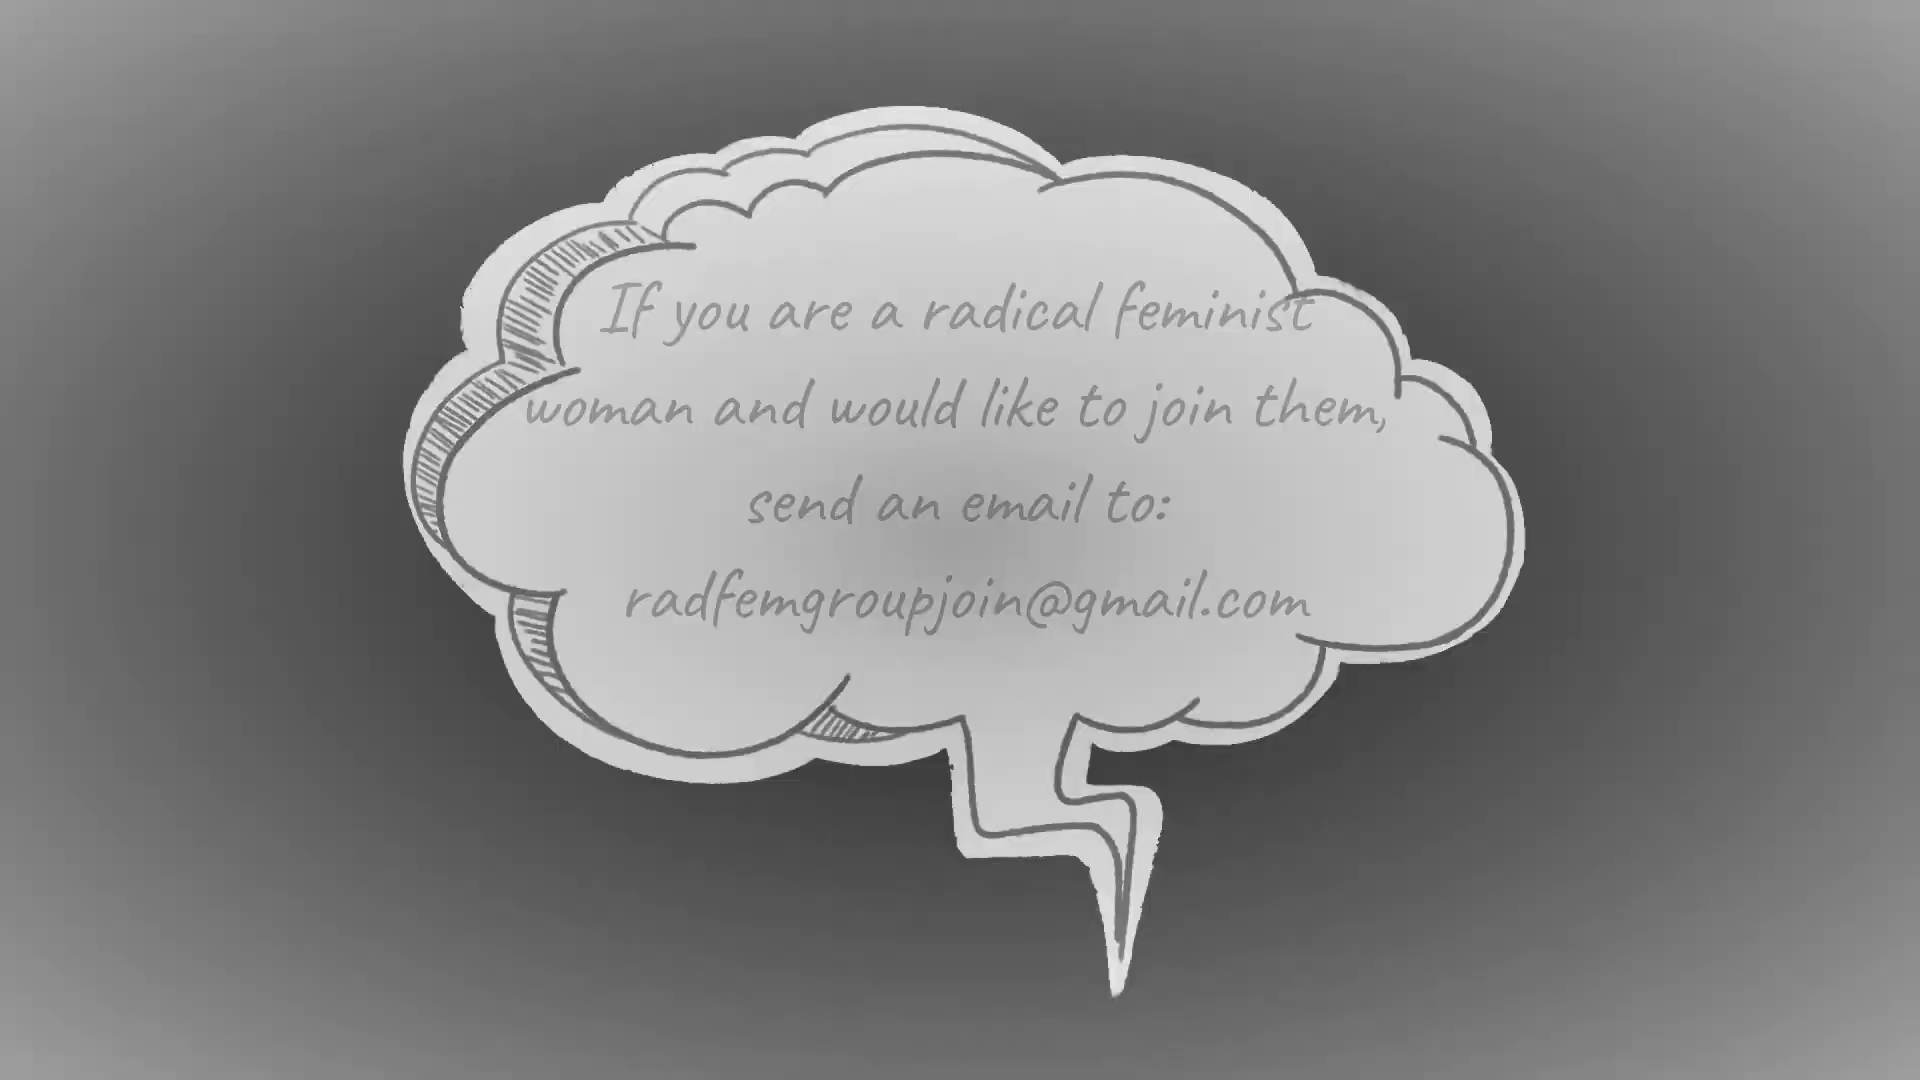 If you are a radical feminist
woman and would like to join them,
send an email to:
radfemgroupjoin@gmail.com